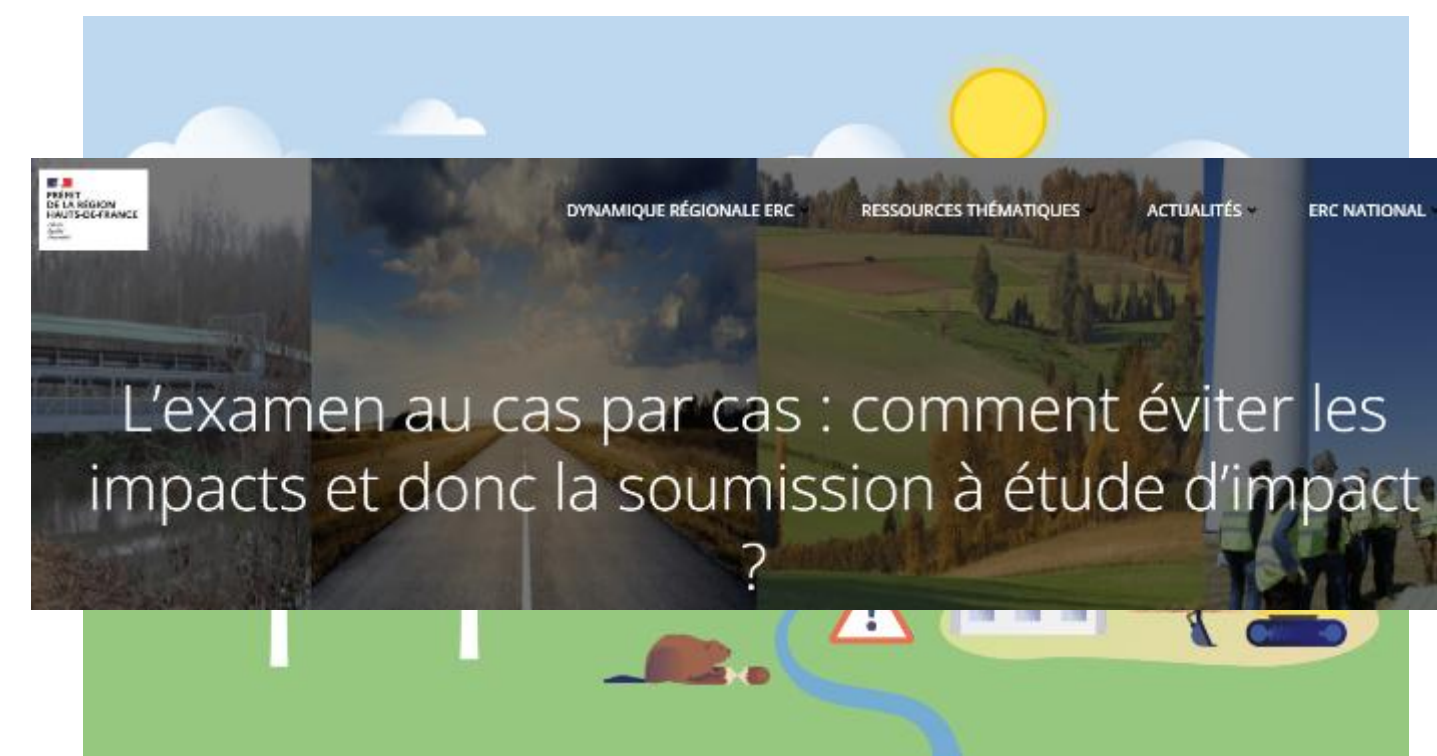 PRÉFET
DE LA RÉGION
HAUTS-DE-FRANCE
DYNAMIQUE RÉGIONALE ERC
RESSOURCES THÉMATIQUES
ACTUALITÉS
ERC NATIONAL
L'examen au cas par cas : comment éviter les
impacts et donc la soumission à étude d'impact
?